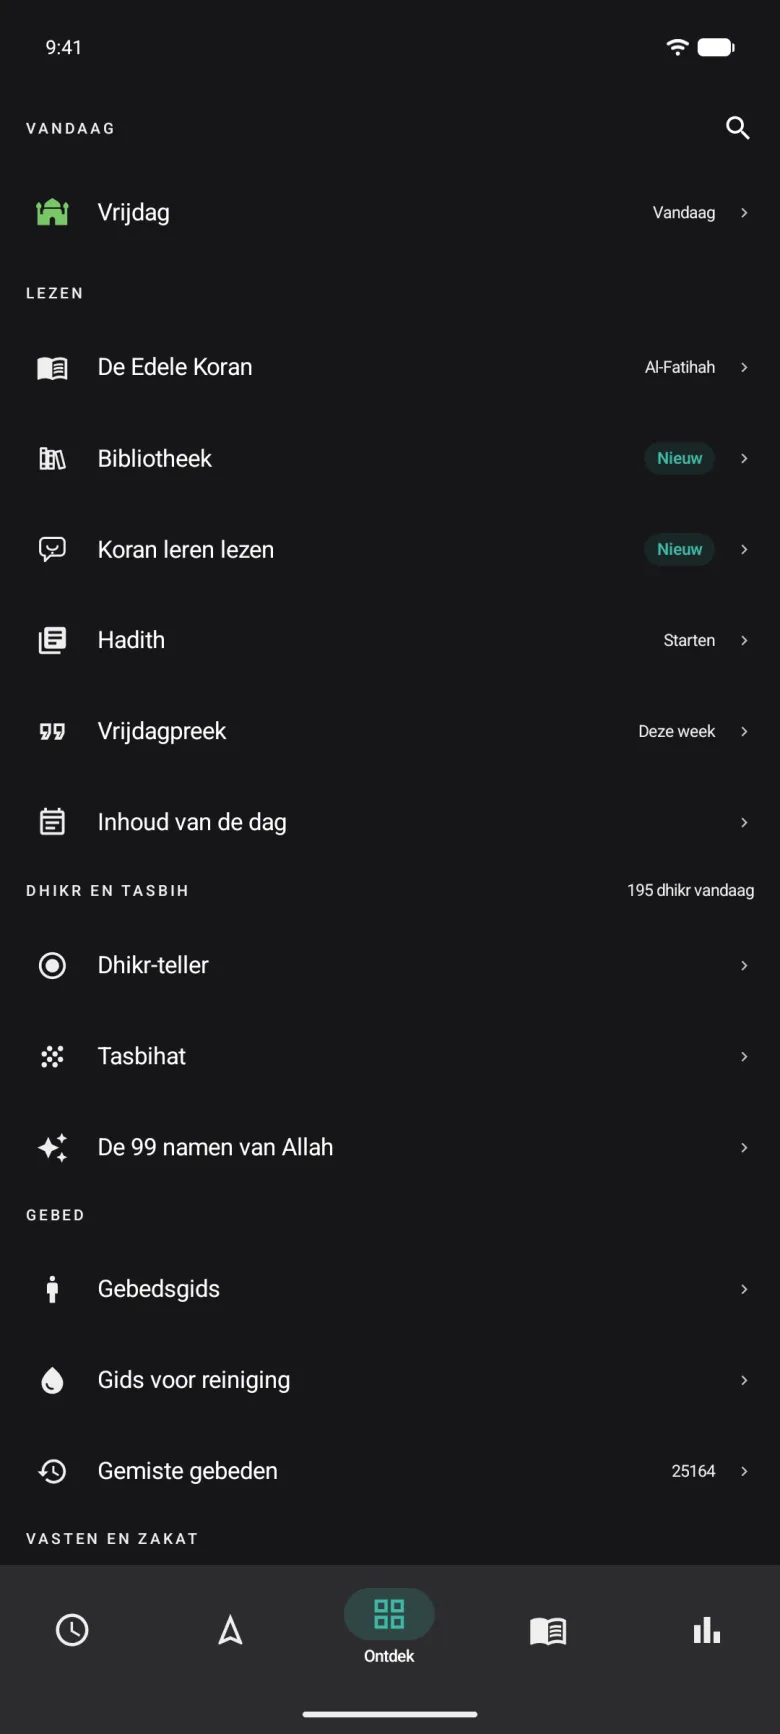 9:41
VANDAAG
Vrijdag Vandaag
LEZEN
De Edele Koran Al-Fatihah
Bibliotheek Nieuw
Koran leren lezen Nieuw
Hadith Starten
Vrijdagpreek Deze week
Inhoud van de dag
DHIKR EN TASBIH 195 dhikr vandaag
Dhikr-teller
Tasbihat
De 99 namen van Allah
GEBED
Gebedsgids
Gids voor reiniging
Gemiste gebeden 25164
VASTEN EN ZAKAT
Ontdek